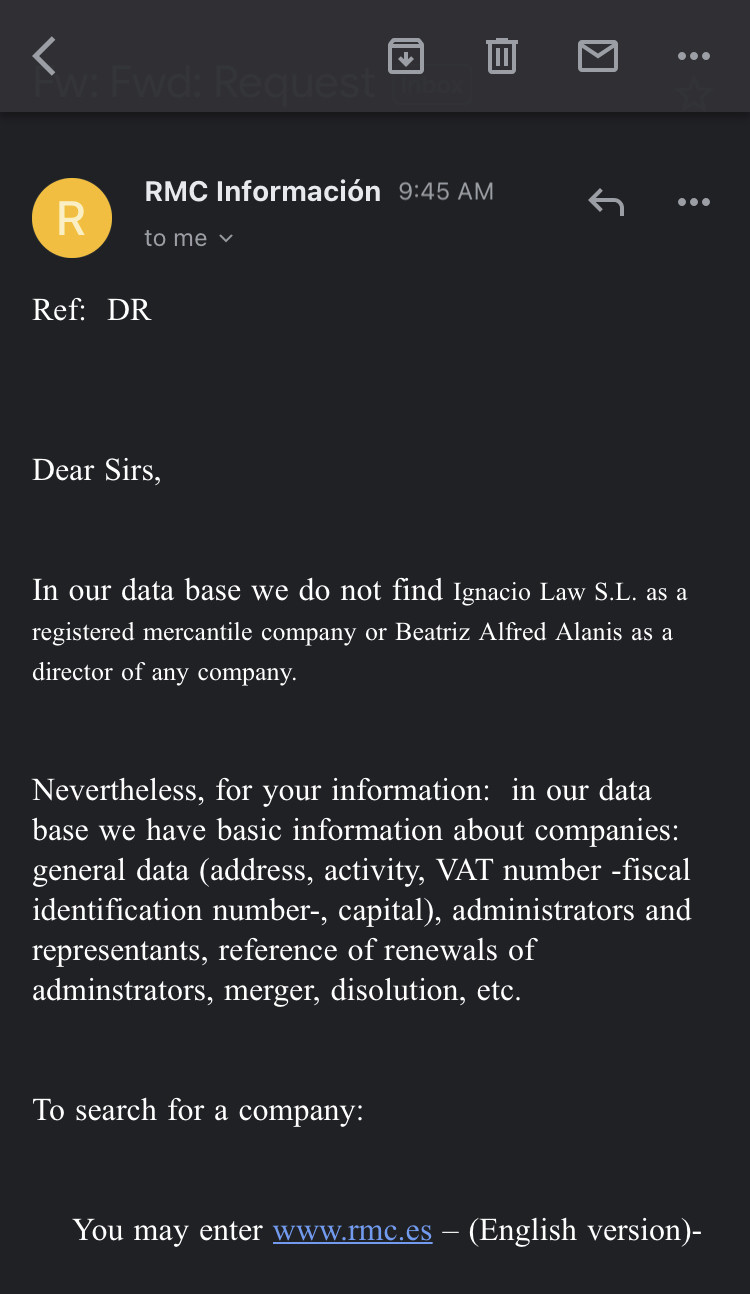 Fw: Fwd: Request Inbox
R
RMC Información 9:45 AM
to me
Ref: DR
Dear Sirs,
In our data base we do not find Ignacio Law S.L. as a
registered mercantile company or Beatriz Alfred Alanis as a
director of any company.
Nevertheless, for your information: in our data
base we have basic information about companies:
general data (address, activity, VAT number -fiscal
identification number-, capital), administrators and
representants, reference of renewals of
adminstrators, merger, disolution, etc.
To search for a company:
You may enter www.rmc.es – (English version)-